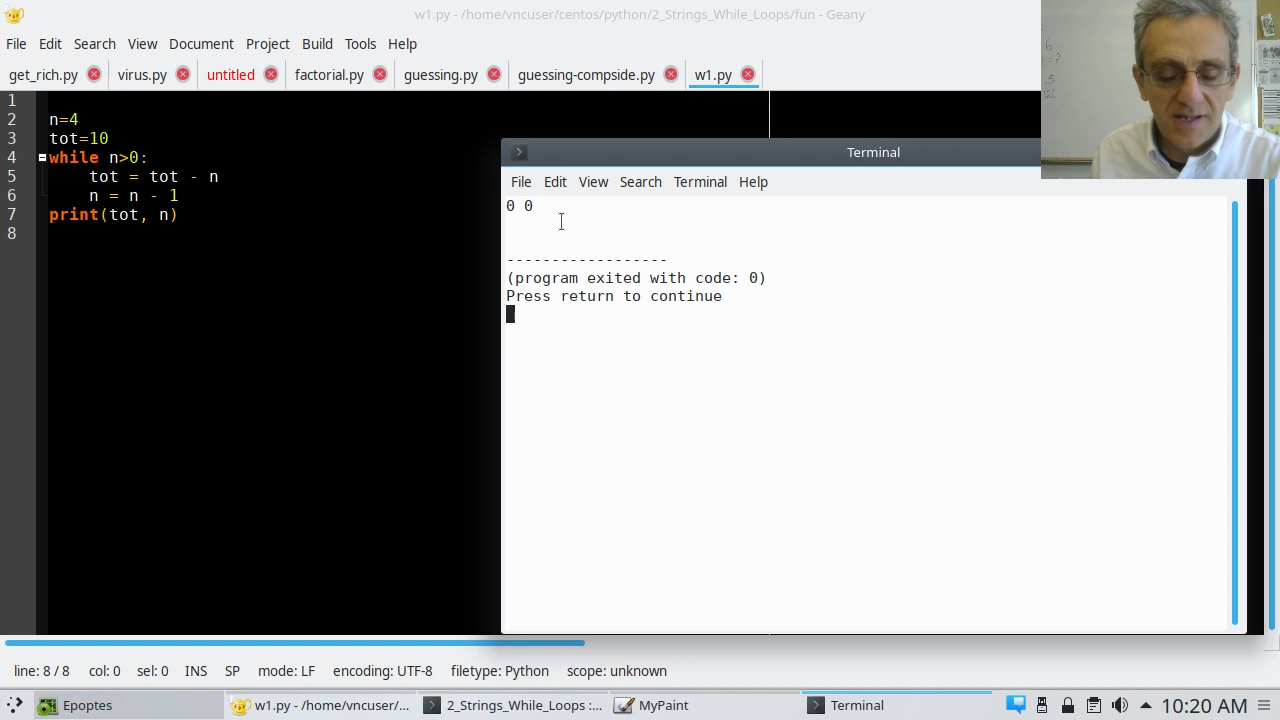 w1.py - /home/vncuser/centos/python/2_Strings_While_Loops/fun - Geany
File Edit Search View Document Project Build Tools Help
get_rich.py virus.py untitled factorial.py guessing.py guessing-compside.py w1.py
1
2 n=4
3 tot=10
4 while n>0:
5 tot = tot - n
6 n = n - 1
7 print(tot, n)
8
Terminal
File Edit View Search Terminal Help
0 0
------------------
(program exited with code: 0)
Press return to continue
line: 8 / 8 col: 0 sel: 0 INS SP mode: LF encoding: UTF-8 filetype: Python scope: unknown
Epoptes w1.py - /home/vncuser/... 2_Strings_While_Loops :... MyPaint Terminal 10:20 AM